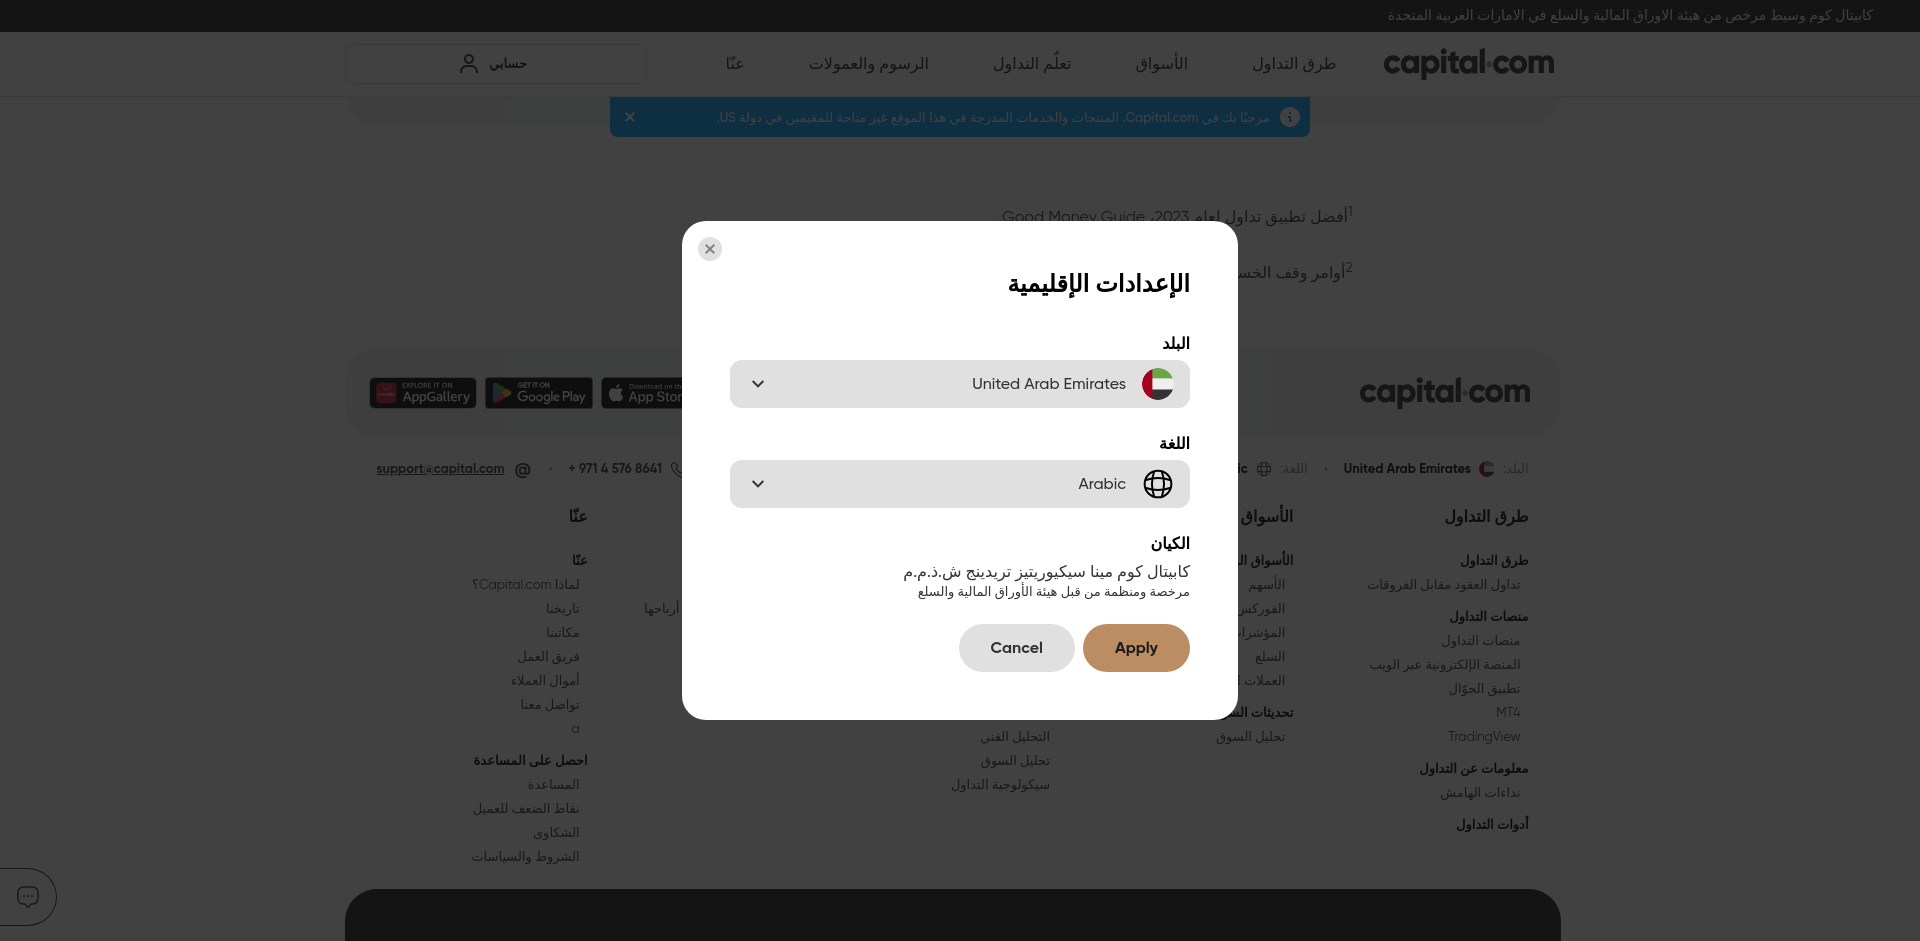 كابيتال كوم وسيط مرخص من هيئة الاوراق المالية والسلع في الامارات العربية المتحدة
capital.com
طرق التداول
الأسواق
تعلّم التداول
الرسوم والعمولات
عنّا
حسابي
مرحبًا بك في Capital.com. المنتجات والخدمات المدرجة في هذا الموقع غير متاحة للمقيمين في دولة US.
1أفضل تطبيق تداول لعام 2023، Good Money Guide
2أوامر وقف
الإعدادات الإقليمية
البلد
United Arab Emirates
اللغة
Arabic
الكيان
كابيتال كوم مينا سيكيوريتيز تريدينج ش.ذ.م.م
مرخصة ومنظمة من قبل هيئة الأوراق المالية والسلع
Apply
Cancel
capital.com
Download on the
App Store
GET IT ON
Google Play
EXPLORE IT ON
AppGallery
البلد:
United Arab Emirates
اللغة:
+ 971 4 576 8641
support@capital.com
طرق التداول
طرق التداول
تداول العقود مقابل الفروقات
منصات التداول
منصات التداول
المنصة الإلكترونية عبر الويب
تطبيق الجوّال
MT4
TradingView
معلومات عن التداول
نداءات الهامش
أدوات التداول
الأسواق
الأسواق
الأسهم
الفوركس
السلع
العملات
تحديثات
تحليل السوق
التحليل الفني
تحليل السوق
سيكولوجية التداول
أرباحها
عنّا
عنّا
لماذا Capital.com؟
تاريخنا
مكاتبنا
فريق العمل
أموال العملاء
تواصل معنا
a
احصل على المساعدة
المساعدة
نقاط الضعف للعميل
الشكاوى
الشروط والسياسات